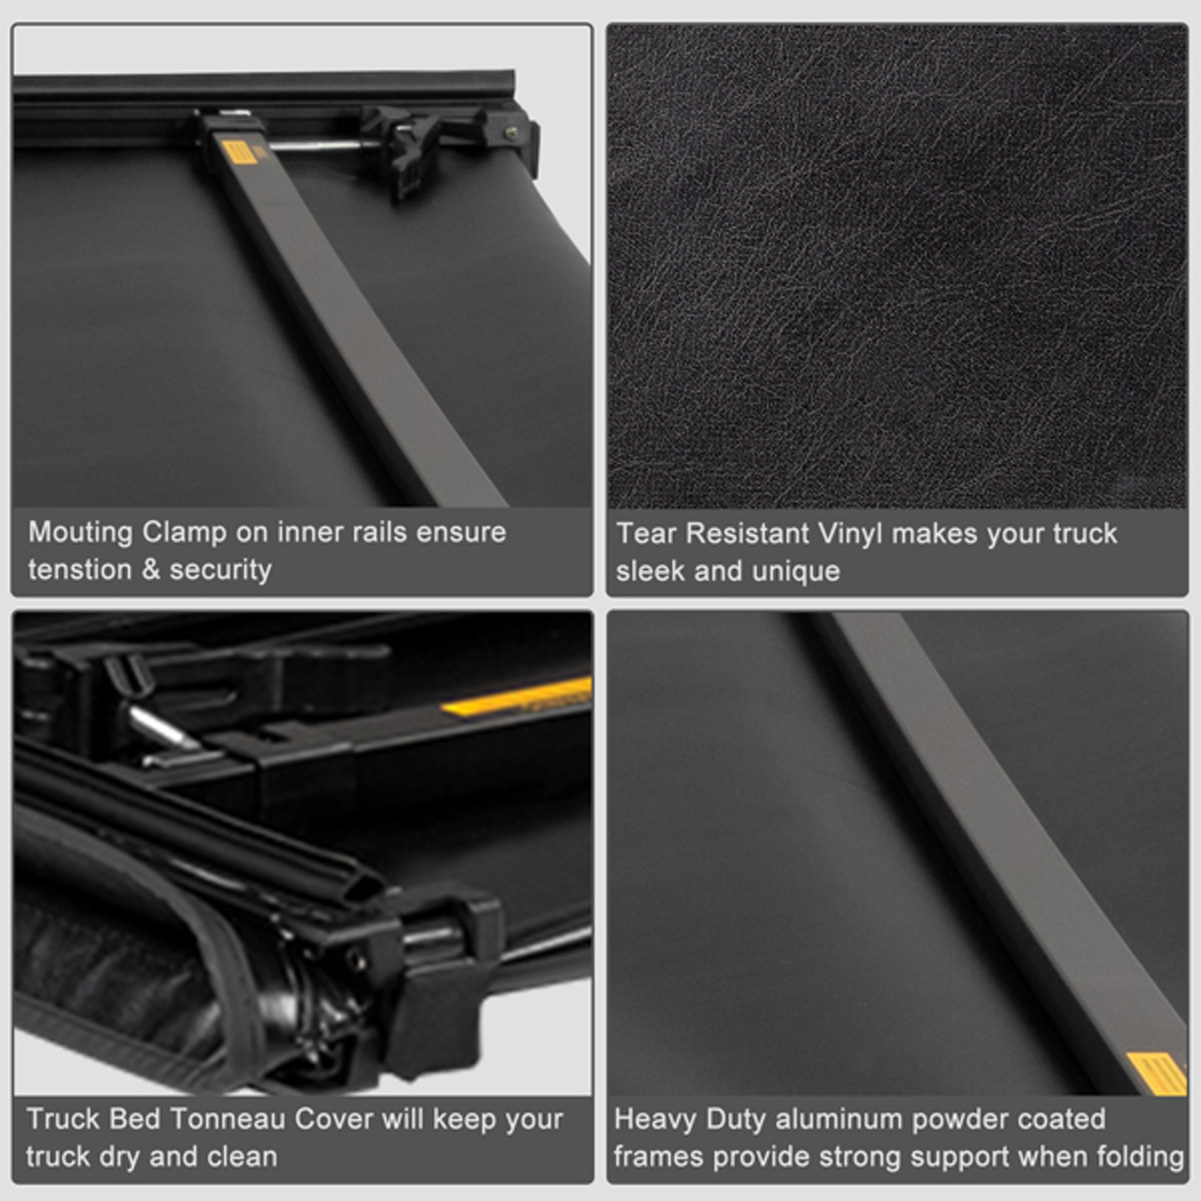 Mouting Clamp on inner rails ensure
tenstion & security
Tear Resistant Vinyl makes your truck
sleek and unique
Truck Bed Tonneau Cover will keep your
truck dry and clean
Heavy Duty aluminum powder coated
frames provide strong support when folding